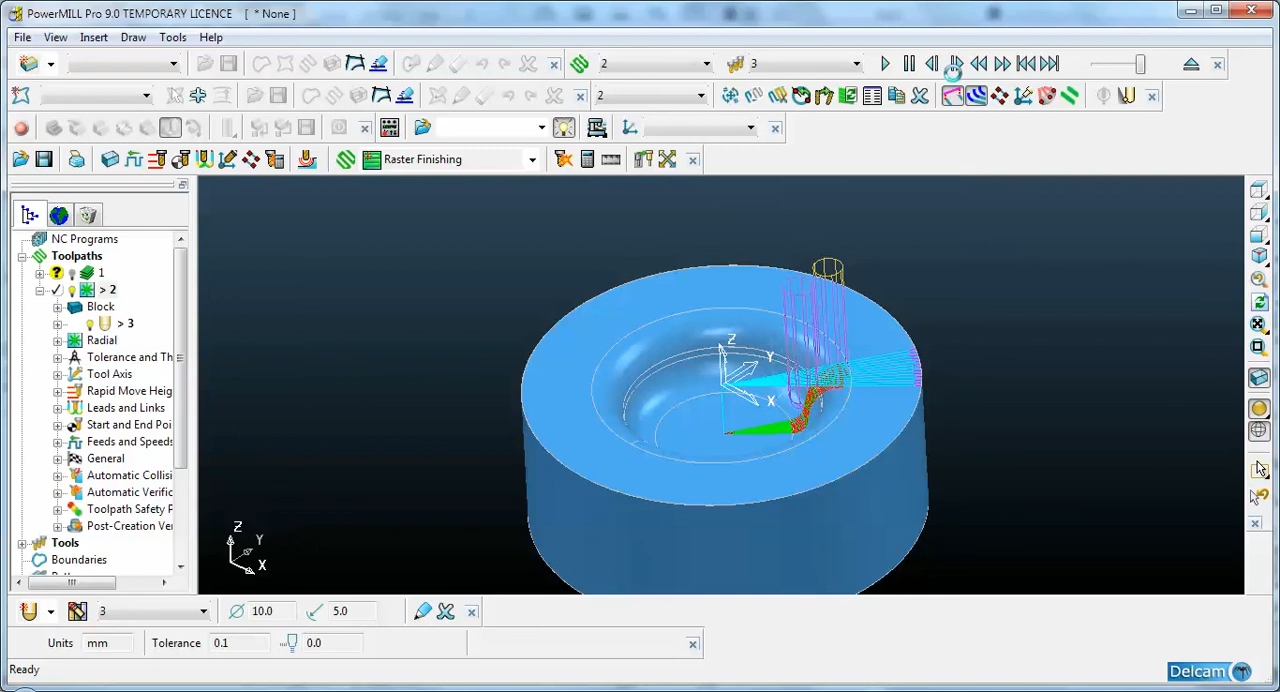 PowerMILL Pro 9.0 TEMPORARY LICENCE [ * None ]
File View Insert Draw Tools Help
2 3
2
Raster Finishing
NC Programs
Toolpaths
1
> 2
Block
> 3
Radial
Tolerance and Th
Tool Axis
Rapid Move Heig
Leads and Links
Start and End Poi
Feeds and Speeds
General
Automatic Collisi
Automatic Verific
Toolpath Safety P
Post-Creation Ver
Tools
Boundaries
Z
Y
X
Z
Y
X
3 10.0 5.0
Units mm Tolerance 0.1 0.0
Ready
Delcam